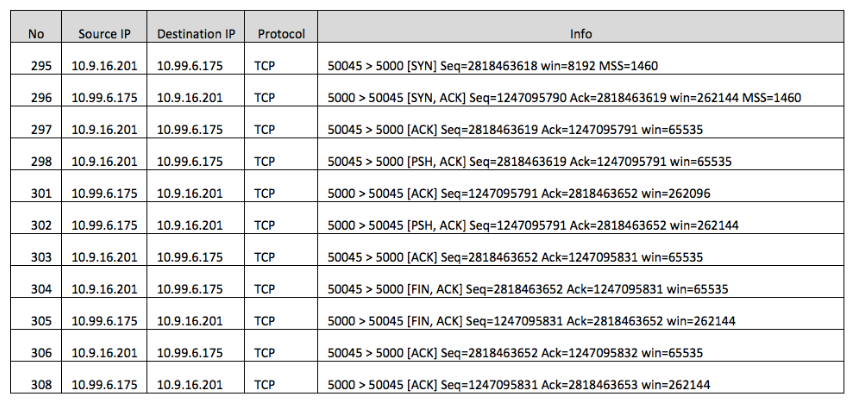 No Source IP Destination IP Protocol Info
295 10.9.16.201 10.99.6.175 TCP 50045 > 5000 [SYN] Seq=2818463618 win=8192 MSS=1460
296 10.99.6.175 10.9.16.201 TCP 5000 > 50045 [SYN, ACK] Seq=1247095790 Ack=2818463619 win=262144 MSS=1460
297 10.9.16.201 10.99.6.175 TCP 50045 > 5000 [ACK] Seq=2818463619 Ack=1247095791 win=65535
298 10.9.16.201 10.99.6.175 TCP 50045 > 5000 [PSH, ACK] Seq=2818463619 Ack=1247095791 win=65535
301 10.99.6.175 10.9.16.201 TCP 5000 > 50045 [ACK] Seq=1247095791 Ack=2818463652 win=262096
302 10.99.6.175 10.9.16.201 TCP 5000 > 50045 [PSH, ACK] Seq=1247095791 Ack=2818463652 win=262144
303 10.9.16.201 10.99.6.175 TCP 50045 > 5000 [ACK] Seq=2818463652 Ack=1247095831 win=65535
304 10.9.16.201 10.99.6.175 TCP 50045 > 5000 [FIN, ACK] Seq=2818463652 Ack=1247095831 win=65535
305 10.99.6.175 10.9.16.201 TCP 5000 > 50045 [FIN, ACK] Seq=1247095831 Ack=2818463652 win=262144
306 10.9.16.201 10.99.6.175 TCP 50045 > 5000 [ACK] Seq=2818463652 Ack=1247095832 win=65535
308 10.99.6.175 10.9.16.201 TCP 5000 > 50045 [ACK] Seq=1247095831 Ack=2818463653 win=262144